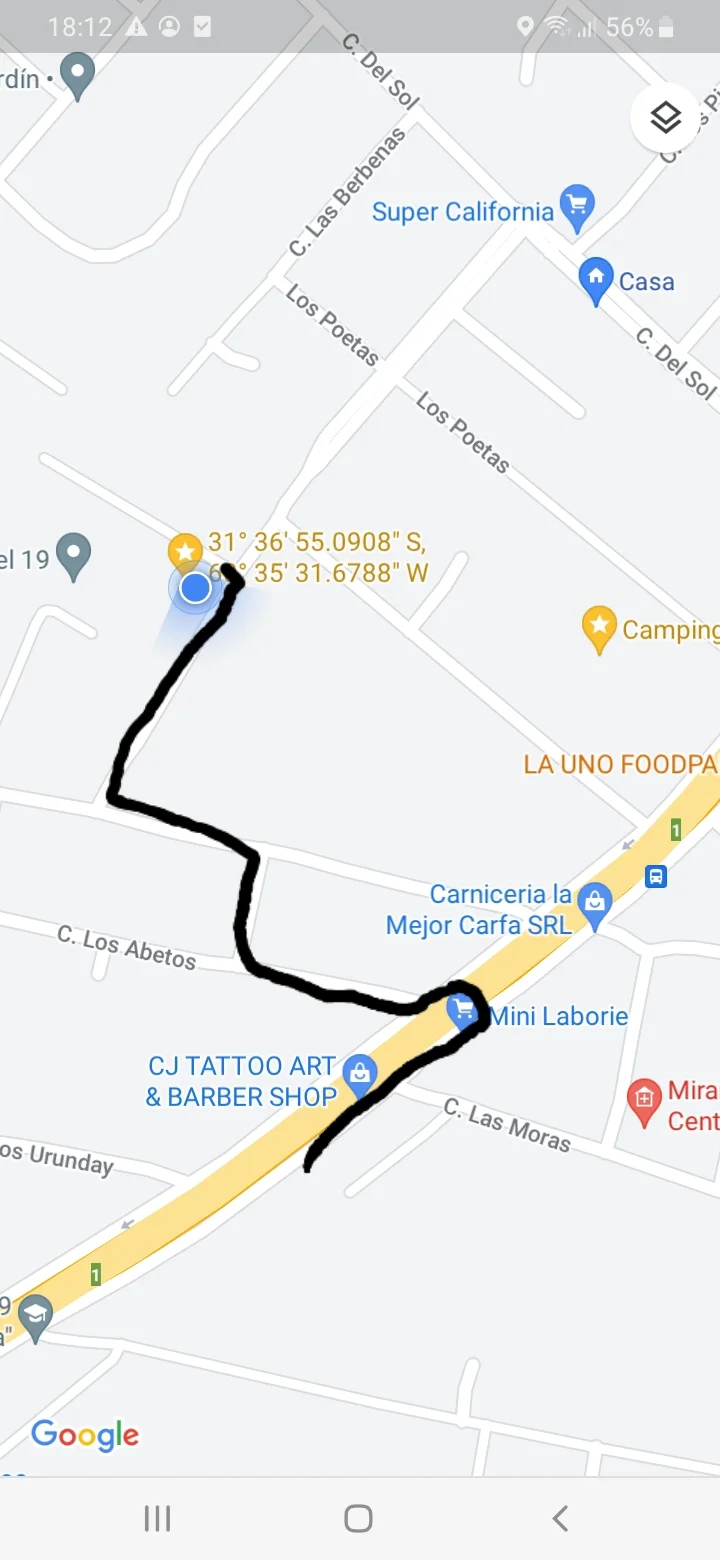 18:12
56%
rdín •
C. Del Sol
C. Las Berbenas
Super California
Casa
C. Del Sol
Los Poetas
Los Poetas
31° 36' 55.0908" S,
35' 31.6788" W
el 19
Camping
LA UNO FOODPA
1
Carniceria la
Mejor Carfa SRL
C. Los Abetos
Mini Laborie
CJ TATTOO ART
& BARBER SHOP
C. Las Moras
Mira
Cent
os Urunday
1
9
a"
Google